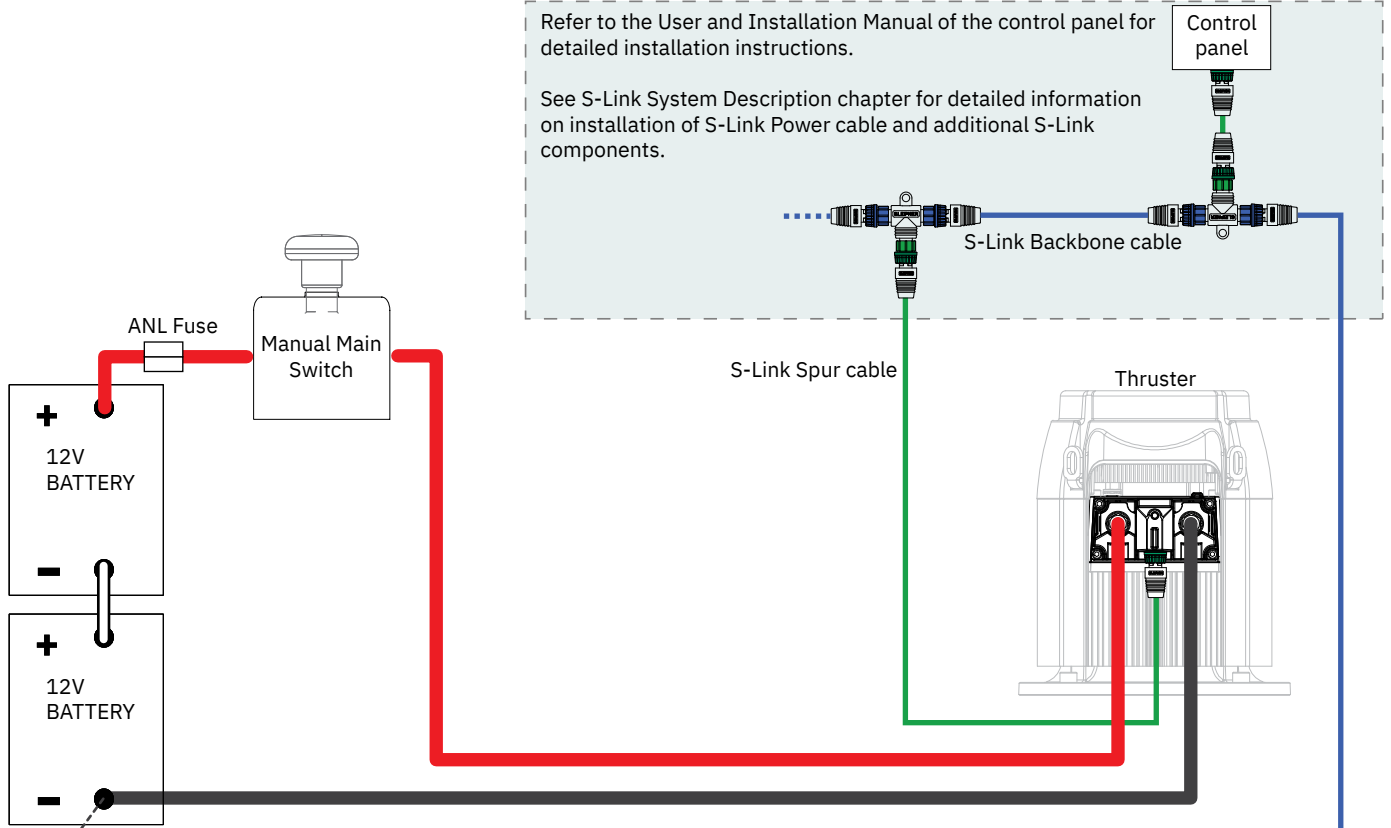 Refer to the User and Installation Manual of the control panel for
detailed installation instructions.
See S-Link System Description chapter for detailed information
on installation of S-Link Power cable and additional S-Link
components.
Control
panel
S-Link Backbone cable
ANL Fuse
Manual Main
Switch
S-Link Spur cable
Thruster
+
12V
BATTERY
-
+
12V
BATTERY
-